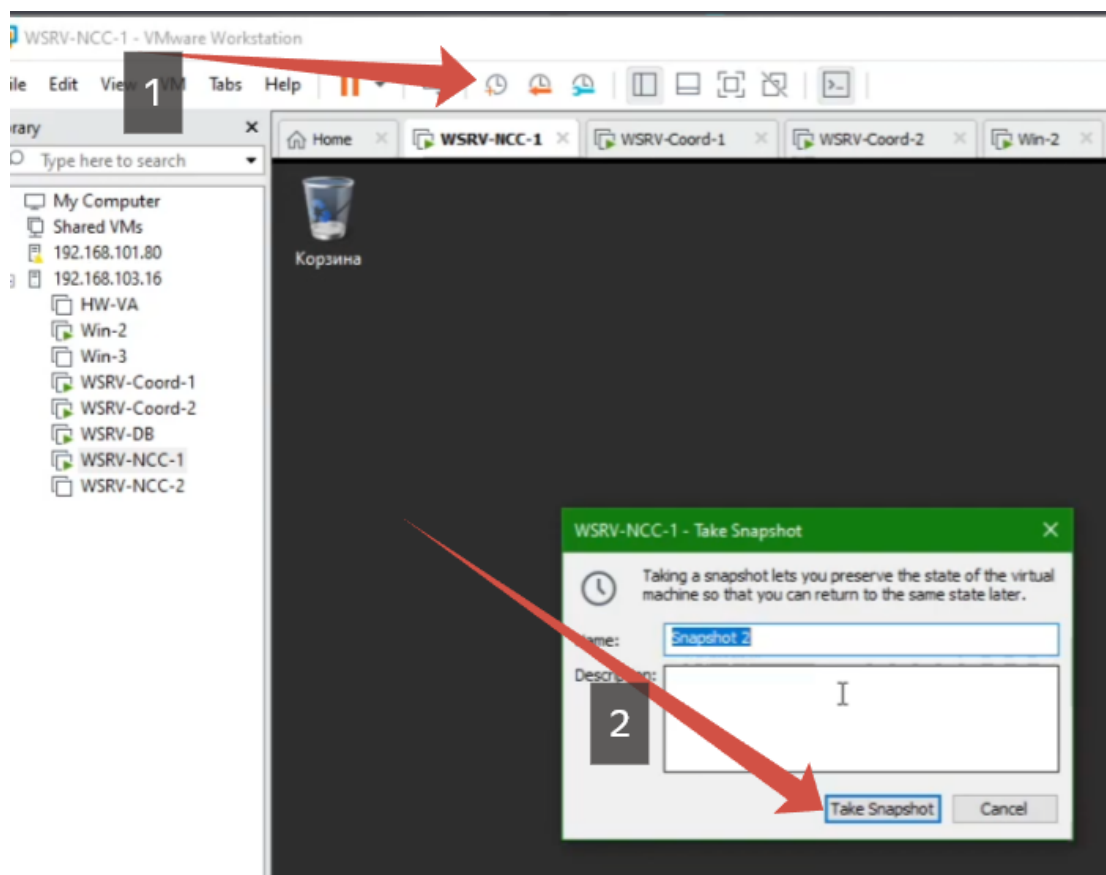 WSRV-NCC-1 - VMware Workstation
1
ile Edit View VM Tabs Help
rary
Type here to search
Home
WSRV-NCC-1
WSRV-Coord-1
WSRV-Coord-2
Win-2
My Computer
Shared VMs
192.168.101.80
192.168.103.16
HW-VA
Win-2
Win-3
WSRV-Coord-1
WSRV-Coord-2
WSRV-DB
WSRV-NCC-1
WSRV-NCC-2
Корзина
WSRV-NCC-1 - Take Snapshot
Taking a snapshot lets you preserve the state of the virtual
machine so that you can return to the same state later.
Name:
Snapshot 2
Description:
2
Take Snapshot
Cancel